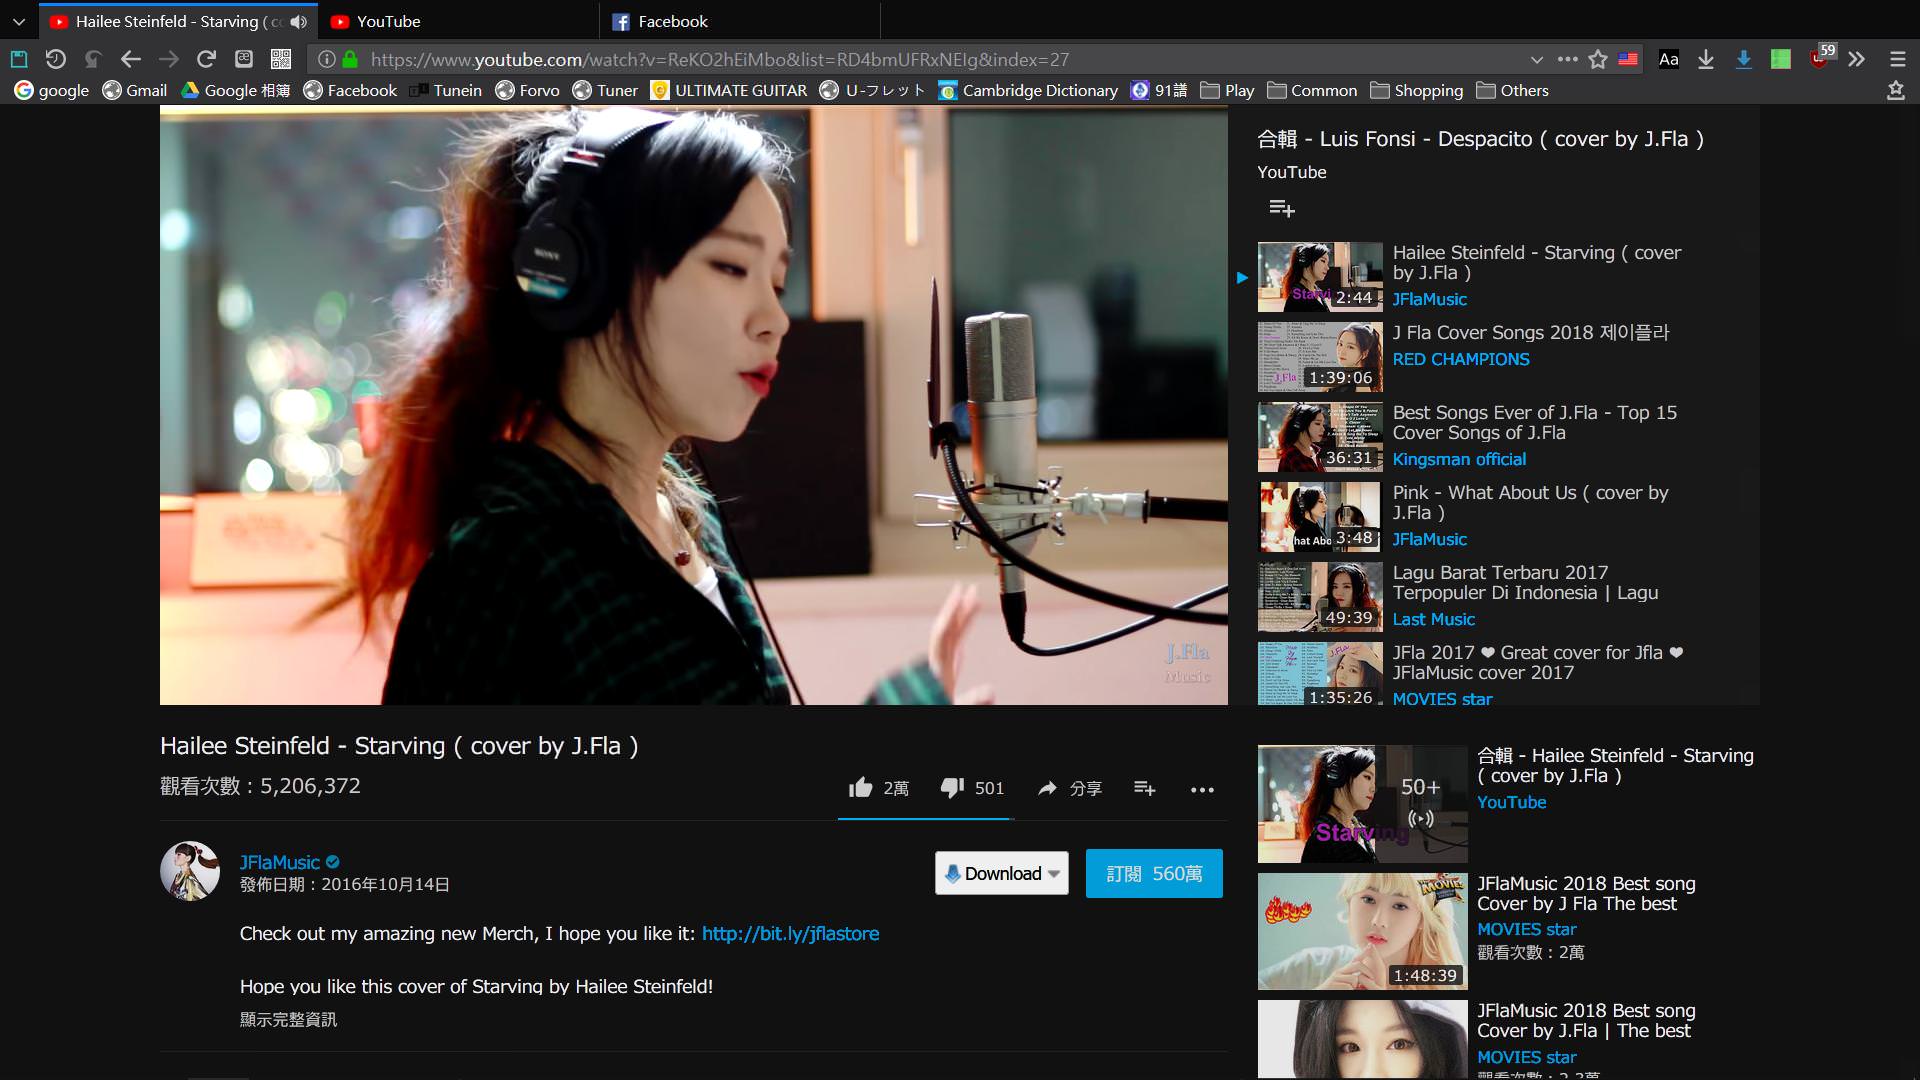 Hailee Steinfeld - Starving ( co
YouTube
Facebook
https://www.youtube.com/watch?v=ReKO2hEiMbo&list=RD4bmUFRxNEIg&index=27
Aa
59
google
Gmail
Google 相簿
Facebook
Tunein
Forvo
Tuner
ULTIMATE GUITAR
U-フレット
Cambridge Dictionary
91譜
Play
Common
Shopping
Others
SONY
J.Fla
Music
合輯 - Luis Fonsi - Despacito ( cover by J.Fla )
YouTube
Hailee Steinfeld - Starving ( cover
by J.Fla )
JFlaMusic
2:44
J Fla Cover Songs 2018 제이플라
RED CHAMPIONS
J.Fla
1:39:06
Best Songs Ever of J.Fla - Top 15
Cover Songs of J.Fla
Kingsman official
36:31
Pink - What About Us ( cover by
J.Fla )
JFlaMusic
3:48
Lagu Barat Terbaru 2017
Terpopuler Di Indonesia | Lagu
Last Music
49:39
JFla 2017 ❤ Great cover for Jfla ❤
JFlaMusic cover 2017
MOVIES star
1:35:26
Hailee Steinfeld - Starving ( cover by J.Fla )
觀看次數：5,206,372
2萬
501
分享
JFlaMusic
發佈日期：2016年10月14日
Download
訂閱 560萬
Check out my amazing new Merch, I hope you like it: http://bit.ly/jflastore
Hope you like this cover of Starving by Hailee Steinfeld!
顯示完整資訊
50+
Starving
合輯 - Hailee Steinfeld - Starving
( cover by J.Fla )
YouTube
MOVIE
1:48:39
JFlaMusic 2018 Best song
Cover by J Fla The best
MOVIES star
觀看次數：2萬
JFlaMusic 2018 Best song
Cover by J.Fla | The best
MOVIES star